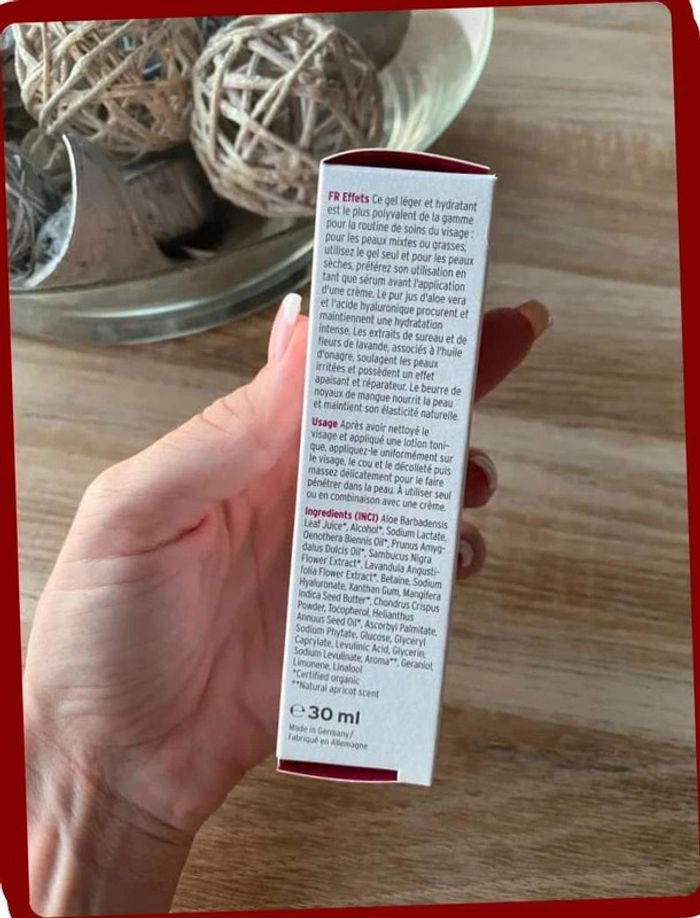 FR Effets Ce gel léger et hydratant
est le plus polyvalent de la gamme
pour la routine de soins du visage :
pour les peaux mixtes ou grasses,
utilisez le gel seul et pour les peaux
sèches, préférez son utilisation en
tant que sérum avant l'application
d'une crème. Le pur jus d'aloe vera
et l'acide hyaluronique procurent et
maintiennent une hydratation
intense. Les extraits de sureau et de
fleurs de lavande, associés à l'huile
d'onagre, soulagent les peaux
irritées et possèdent un effet
apaisant et réparateur. Le beurre de
noyaux de mangue nourrit la peau
et maintient son élasticité naturelle.
Usage Après avoir nettoyé le
visage et appliqué une lotion toni-
que, appliquez-le uniformément sur
le visage, le cou et le décolleté puis
massez délicatement pour le faire
pénétrer dans la peau. À utiliser seul
ou en combinaison avec une crème.
Ingredients (INCI) Aloe Barbadensis
Leaf Juice*, Alcohol*, Sodium Lactate,
Oenothera Biennis Oil*, Prunus Amyg-
dalus Dulcis Oil*, Sambucus Nigra
Flower Extract*, Lavandula Angusti-
folia Flower Extract*, Betaine, Sodium
Hyaluronate, Xanthan Gum, Mangifera
Indica Seed Butter*, Chondrus Crispus
Powder, Tocopherol, Helianthus
Annuus Seed Oil*, Ascorbyl Palmitate,
Sodium Phytate, Glucose, Glyceryl
Caprylate, Levulinic Acid, Glycerin,
Sodium Levulinate, Aroma**, Geraniol,
Limonene, Linalool
*Certified organic
**Natural apricot scent
℮ 30 ml
Made in Germany/
Fabriqué en Allemagne